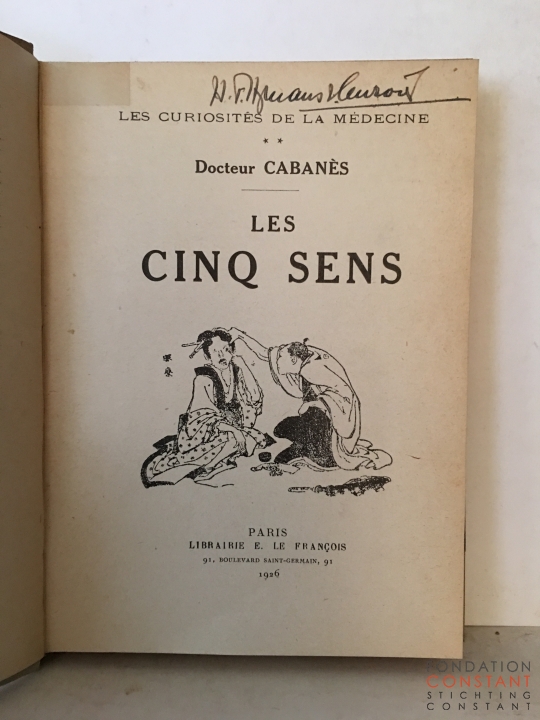 LES CURIOSITÉS DE LA MÉDECINE
* *
Docteur CABANÈS
LES
CINQ SENS
PARIS
LIBRAIRIE E. LE FRANÇOIS
91, BOULEVARD SAINT-GERMAIN, 91
1926
FONDATION
CONSTANT
STICHTING
CONSTANT